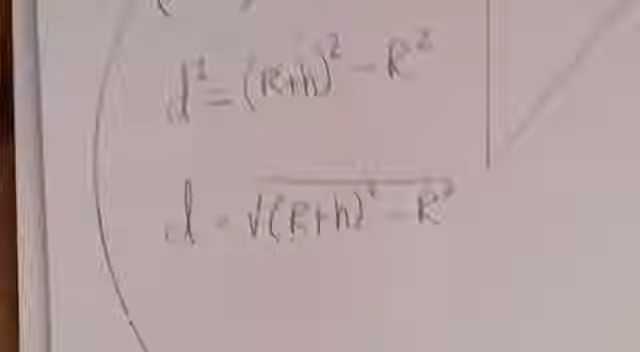 d² = (R+h)² - R²
d = √(R+h)² - R²